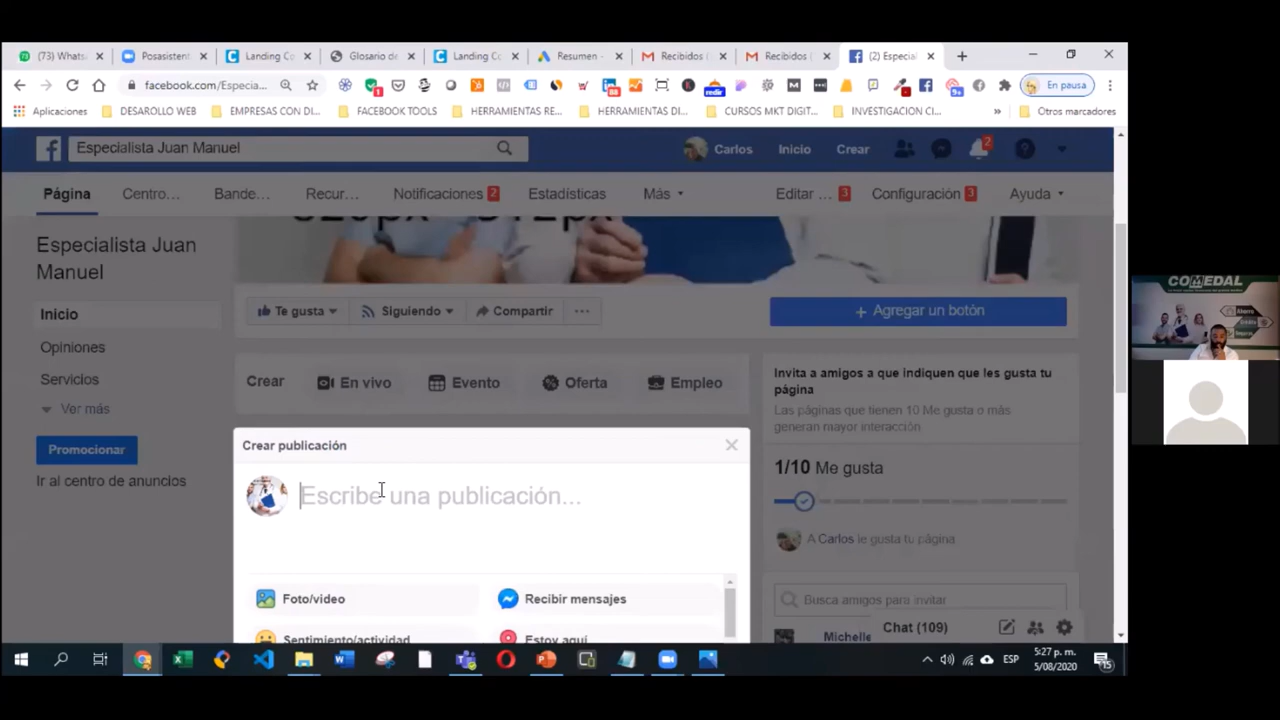 (73) Whats
Posasistent
Landing Co
Glosario de
Landing Co
Resumen -
Recibidos (
Recibidos (
(2) Especial
facebook.com/Especia...
En pausa
Aplicaciones
DESAROLLO WEB
EMPRESAS CON DI...
FACEBOOK TOOLS
HERRAMIENTAS RE...
HERRAMIENTAS DI...
CURSOS MKT DIGIT...
INVESTIGACION CI...
»
Otros marcadores
Especialista Juan Manuel
Carlos
Inicio
Crear
2
Página
Centro...
Bande...
Recur...
Notificaciones 2
Estadísticas
Más
Editar ... 3
Configuración 3
Ayuda
Especialista Juan
Manuel
Inicio
Opiniones
Servicios
Ver más
Promocionar
Ir al centro de anuncios
Te gusta
Siguiendo
Compartir
...
+ Agregar un botón
Crear
En vivo
Evento
Oferta
Empleo
Invita a amigos a que indiquen que les gusta tu
página
Las páginas que tienen 10 Me gusta o más
generan mayor interacción
1/10 Me gusta
A Carlos le gusta tu página
Busca amigos para invitar
Michelle
Chat (109)
Crear publicación
Escribe una publicación...
Foto/video
Recibir mensajes
Sentimiento/actividad
Estoy aquí
COMEDAL
Ahorro
ESP
5:27 p. m.
5/08/2020
15